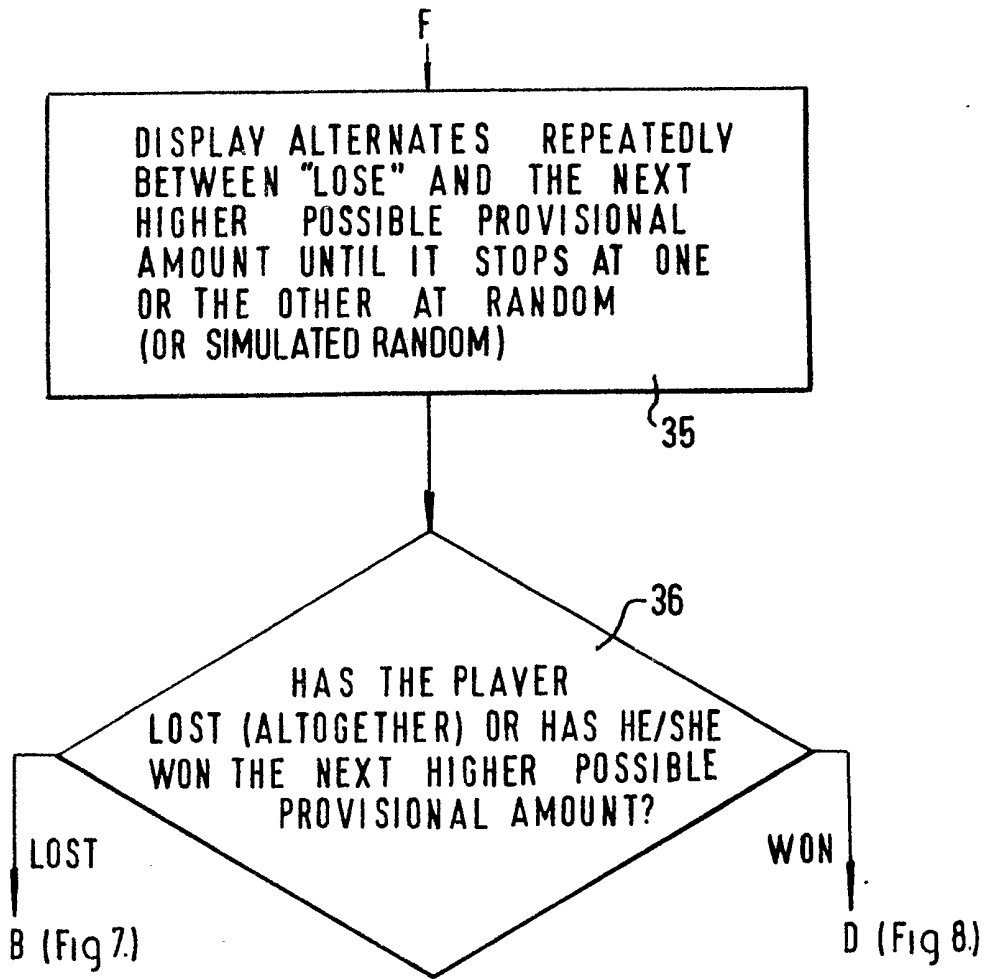 F
DISPLAY ALTERNATES REPEATEDLY
BETWEEN "LOSE" AND THE NEXT
HIGHER POSSIBLE PROVISIONAL
AMOUNT UNTIL IT STOPS AT ONE
OR THE OTHER AT RANDOM
(OR SIMULATED RANDOM)
35
36
HAS THE PLAVER
LOST (ALTOGETHER) OR HAS HE/SHE
WON THE NEXT HIGHER POSSIBLE
PROVISIONAL AMOUNT?
LOST
WON
B (Fig 7.)
D (Fig 8.)